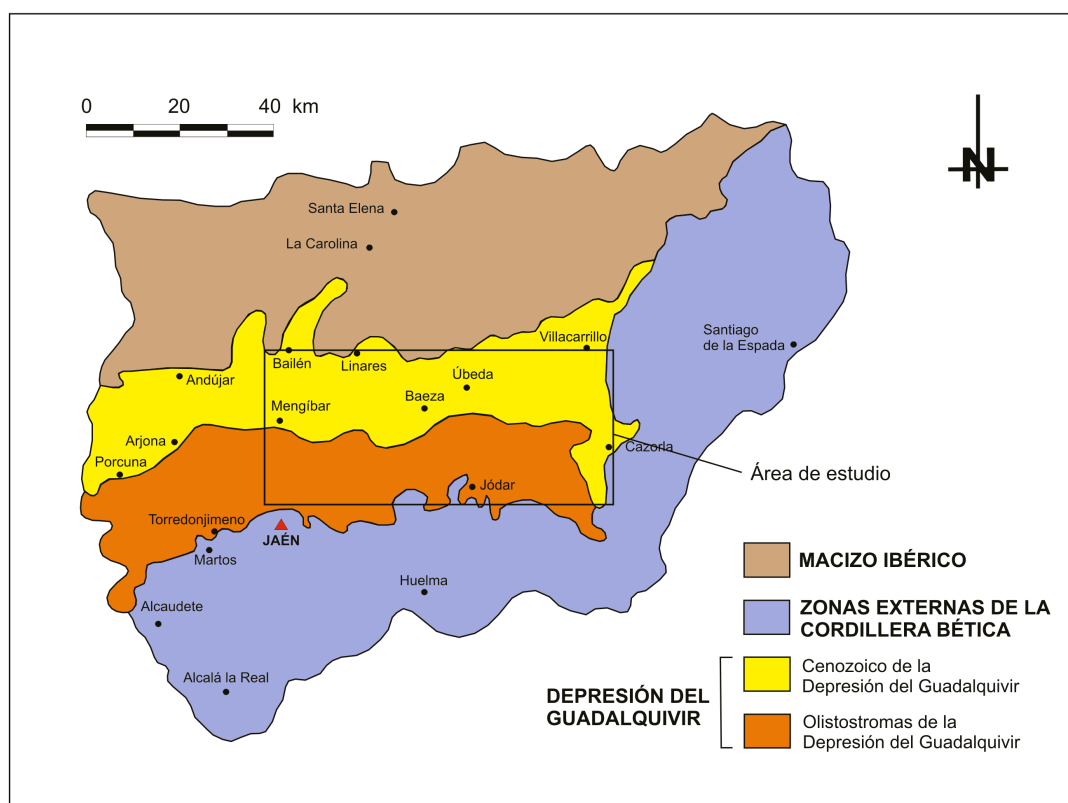 0 20 40 km
N
Santa Elena
La Carolina
Villacarrillo
Santiago
de la Espada
Bailén
Linares
Andújar
Úbeda
Baeza
Mengíbar
Arjona
Cazorla
Porcuna
Área de estudio
Jódar
Torredonjimeno
JAÉN
Martos
MACIZO IBÉRICO
Huelma
Alcaudete
ZONAS EXTERNAS DE LA
CORDILLERA BÉTICA
Alcalá la Real
DEPRESIÓN DEL
GUADALQUIVIR
Cenozoico de la
Depresión del Guadalquivir
Olistostromas de la
Depresión del Guadalquivir